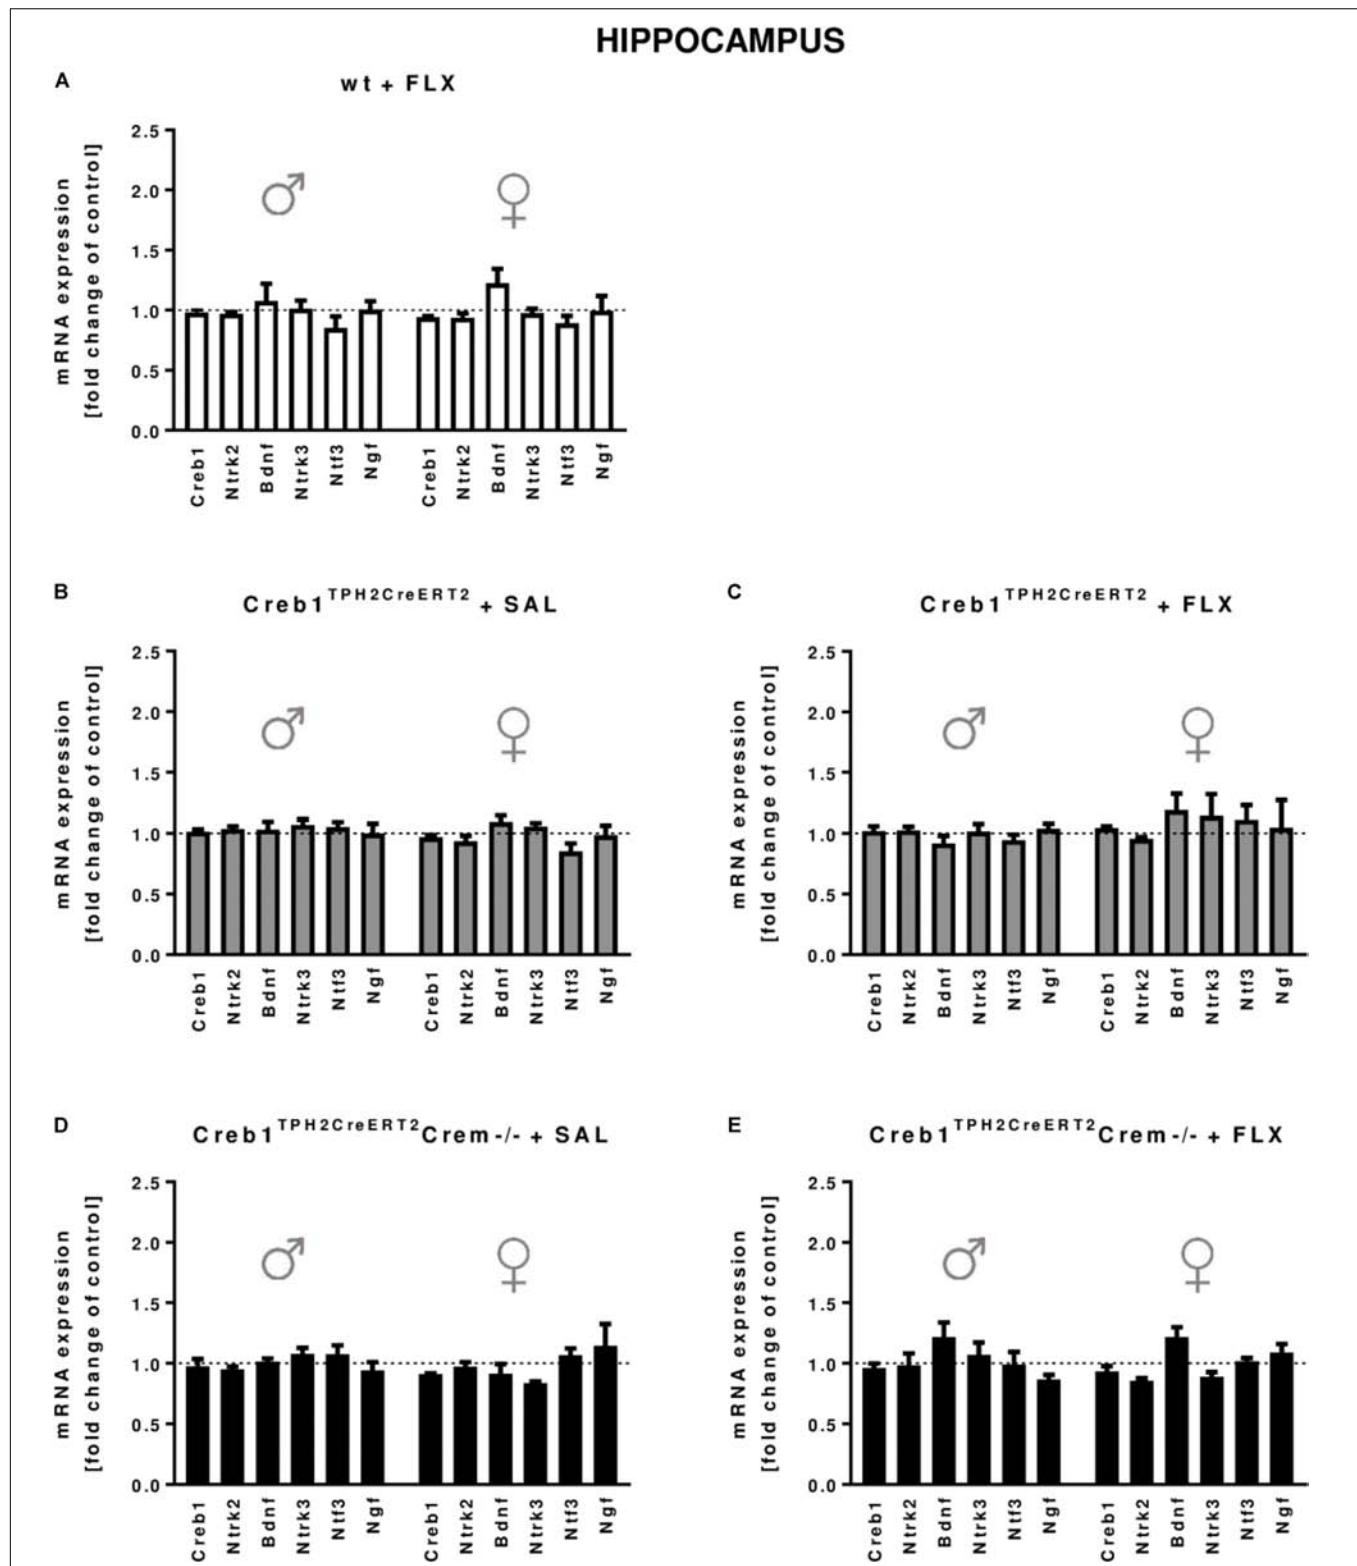 HIPPOCAMPUS
A
wt + FLX
mRNA expression
[fold change of control]
2.5
2.0
1.5
1.0
0.5
0.0
♂
♀
Creb1
Ntrk2
Bdnf
Ntrk3
Ntf3
Ngf
Creb1
Ntrk2
Bdnf
Ntrk3
Ntf3
Ngf
B
Creb1TPH2CreERT2 + SAL
mRNA expression
[fold change of control]
2.5
2.0
1.5
1.0
0.5
0.0
♂
♀
Creb1
Ntrk2
Bdnf
Ntrk3
Ntf3
Ngf
Creb1
Ntrk2
Bdnf
Ntrk3
Ntf3
Ngf
C
Creb1TPH2CreERT2 + FLX
mRNA expression
[fold change of control]
2.5
2.0
1.5
1.0
0.5
0.0
♂
♀
Creb1
Ntrk2
Bdnf
Ntrk3
Ntf3
Ngf
Creb1
Ntrk2
Bdnf
Ntrk3
Ntf3
Ngf
D
Creb1TPH2CreERT2Crem-/- + SAL
mRNA expression
[fold change of control]
2.5
2.0
1.5
1.0
0.5
0.0
♂
♀
Creb1
Ntrk2
Bdnf
Ntrk3
Ntf3
Ngf
Creb1
Ntrk2
Bdnf
Ntrk3
Ntf3
Ngf
E
Creb1TPH2CreERT2Crem-/- + FLX
mRNA expression
[fold change of control]
2.5
2.0
1.5
1.0
0.5
0.0
♂
♀
Creb1
Ntrk2
Bdnf
Ntrk3
Ntf3
Ngf
Creb1
Ntrk2
Bdnf
Ntrk3
Ntf3
Ngf